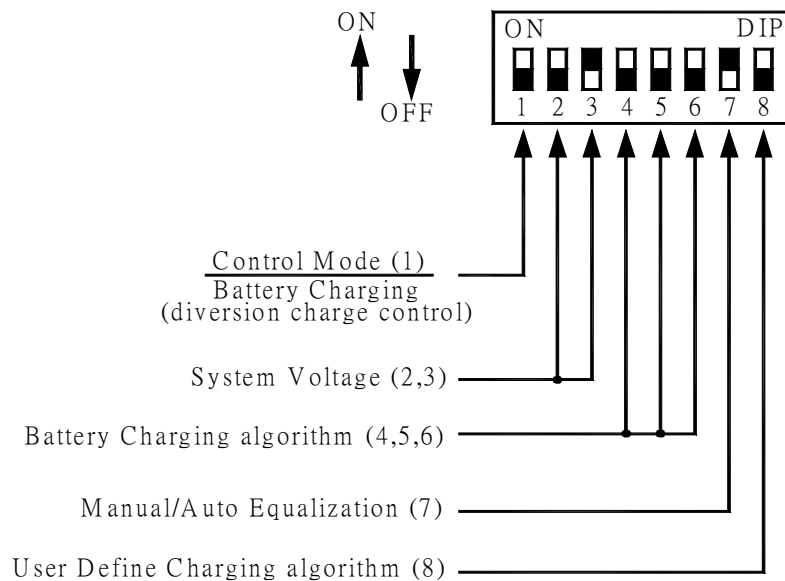 ON
OFF
ON DIP
1 2 3 4 5 6 7 8
Control Mode (1)
Battery Charging
(diversion charge control)
System Voltage (2,3)
Battery Charging algorithm (4,5,6)
Manual/Auto Equalization (7)
User Define Charging algorithm (8)